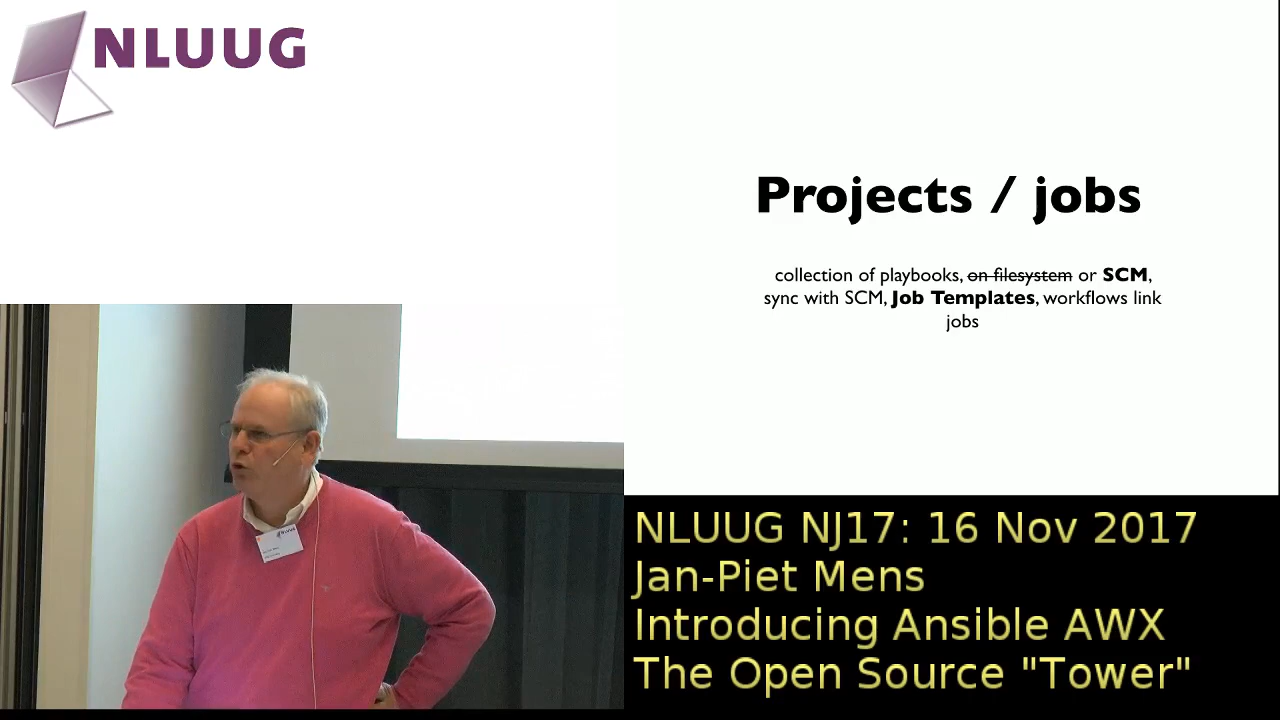 NLUUG
Projects / jobs
collection of playbooks, on filesystem or SCM,
sync with SCM, Job Templates, workflows link
jobs
NLUUG
NLUUG NJ17: 16 Nov 2017
Jan-Piet Mens
Introducing Ansible AWX
The Open Source "Tower"